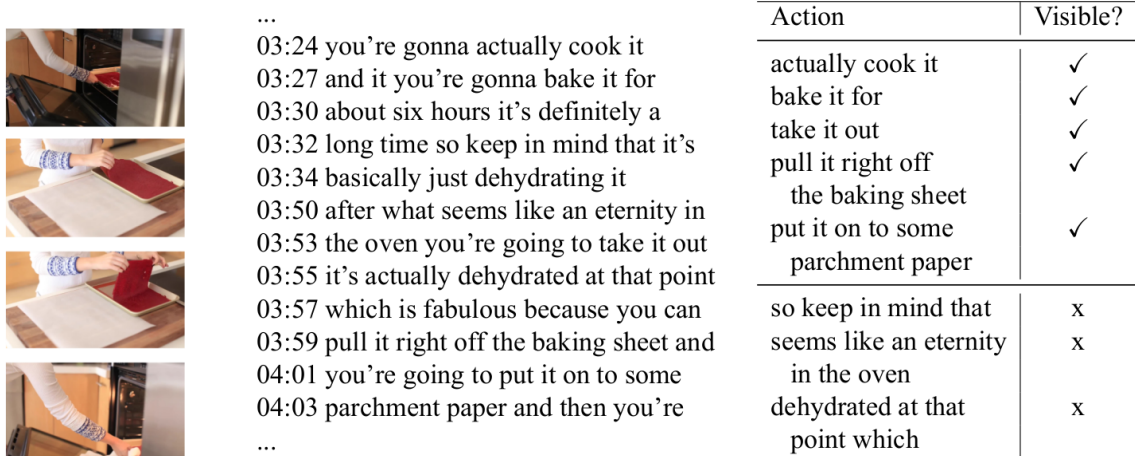 ...
03:24 you're gonna actually cook it
03:27 and it you're gonna bake it for
03:30 about six hours it's definitely a
03:32 long time so keep in mind that it's
03:34 basically just dehydrating it
03:50 after what seems like an eternity in
03:53 the oven you're going to take it out
03:55 it's actually dehydrated at that point
03:57 which is fabulous because you can
03:59 pull it right off the baking sheet and
04:01 you're going to put it on to some
04:03 parchment paper and then you're
...
Action Visible?
actually cook it ✓
bake it for ✓
take it out ✓
pull it right off ✓
the baking sheet
put it on to some ✓
parchment paper
so keep in mind that x
seems like an eternity x
in the oven
dehydrated at that x
point which